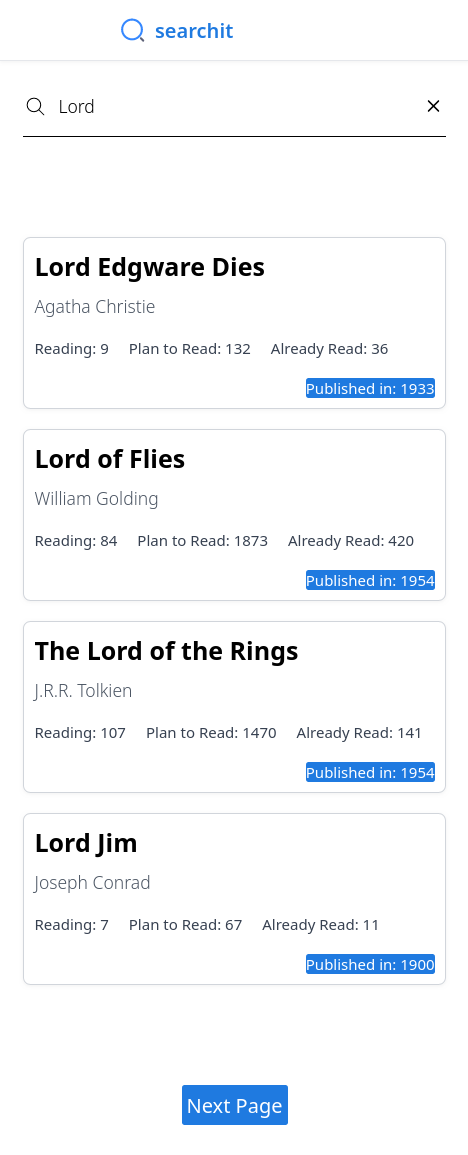 searchit
Lord
Lord Edgware Dies
Agatha Christie
Reading: 9 Plan to Read: 132 Already Read: 36
Published in: 1933
Lord of Flies
William Golding
Reading: 84 Plan to Read: 1873 Already Read: 420
Published in: 1954
The Lord of the Rings
J.R.R. Tolkien
Reading: 107 Plan to Read: 1470 Already Read: 141
Published in: 1954
Lord Jim
Joseph Conrad
Reading: 7 Plan to Read: 67 Already Read: 11
Published in: 1900
Next Page